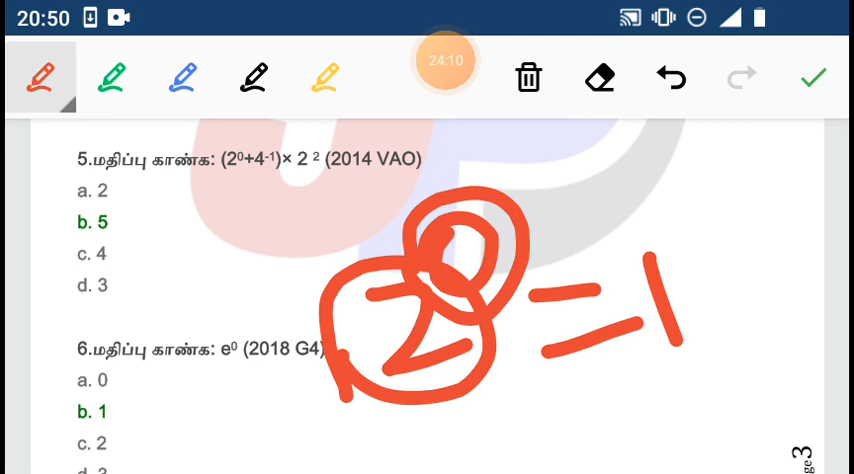 20:50
24:10
5.மதிப்பு காண்க: (2⁰+4⁻¹)× 2 ² (2014 VAO)
a. 2
b. 5
c. 4
d. 3
2⁰ = 1
6.மதிப்பு காண்க: e⁰ (2018 G4)
a. 0
b. 1
c. 2
d. 3
ge3